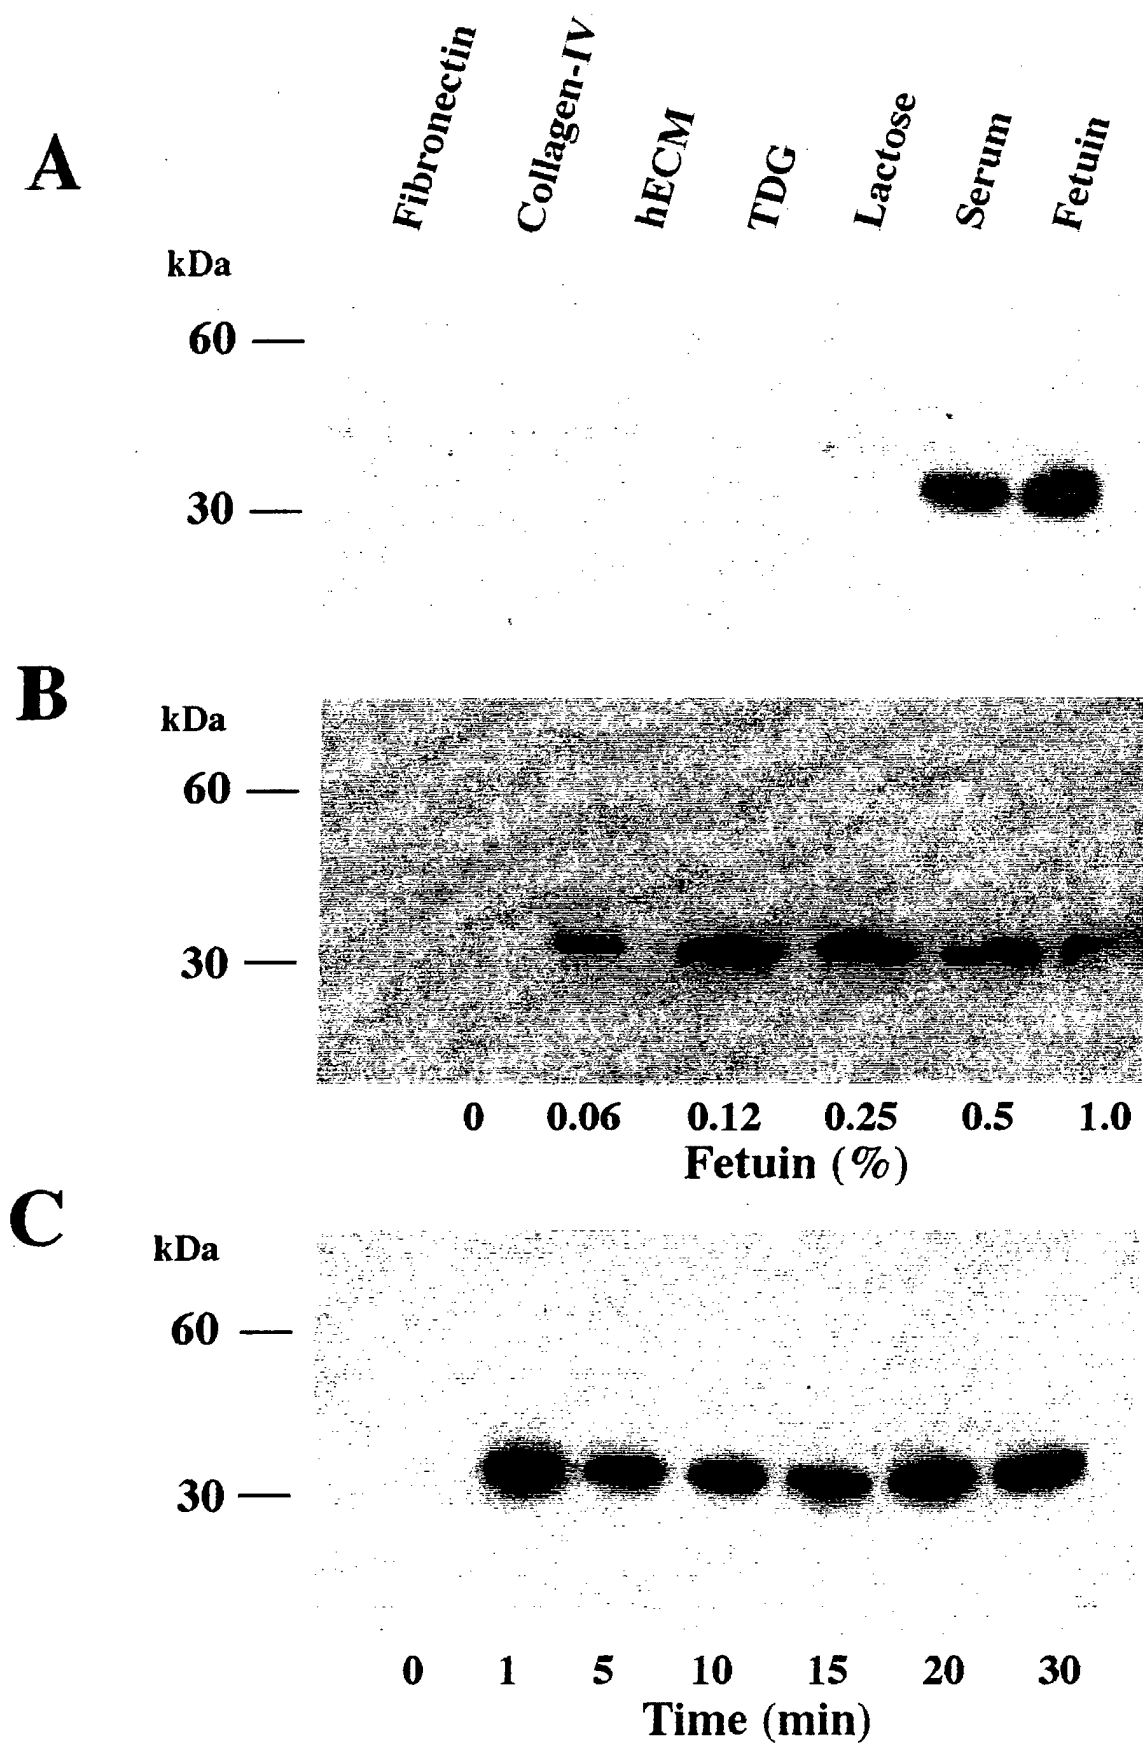 A
Fibronectin
Collagen-IV
hECM
TDG
Lactose
Serum
Fetuin
kDa
60
30
B
kDa
60
30
0 0.06 0.12 0.25 0.5 1.0
Fetuin (%)
C
kDa
60
30
0 1 5 10 15 20 30
Time (min)